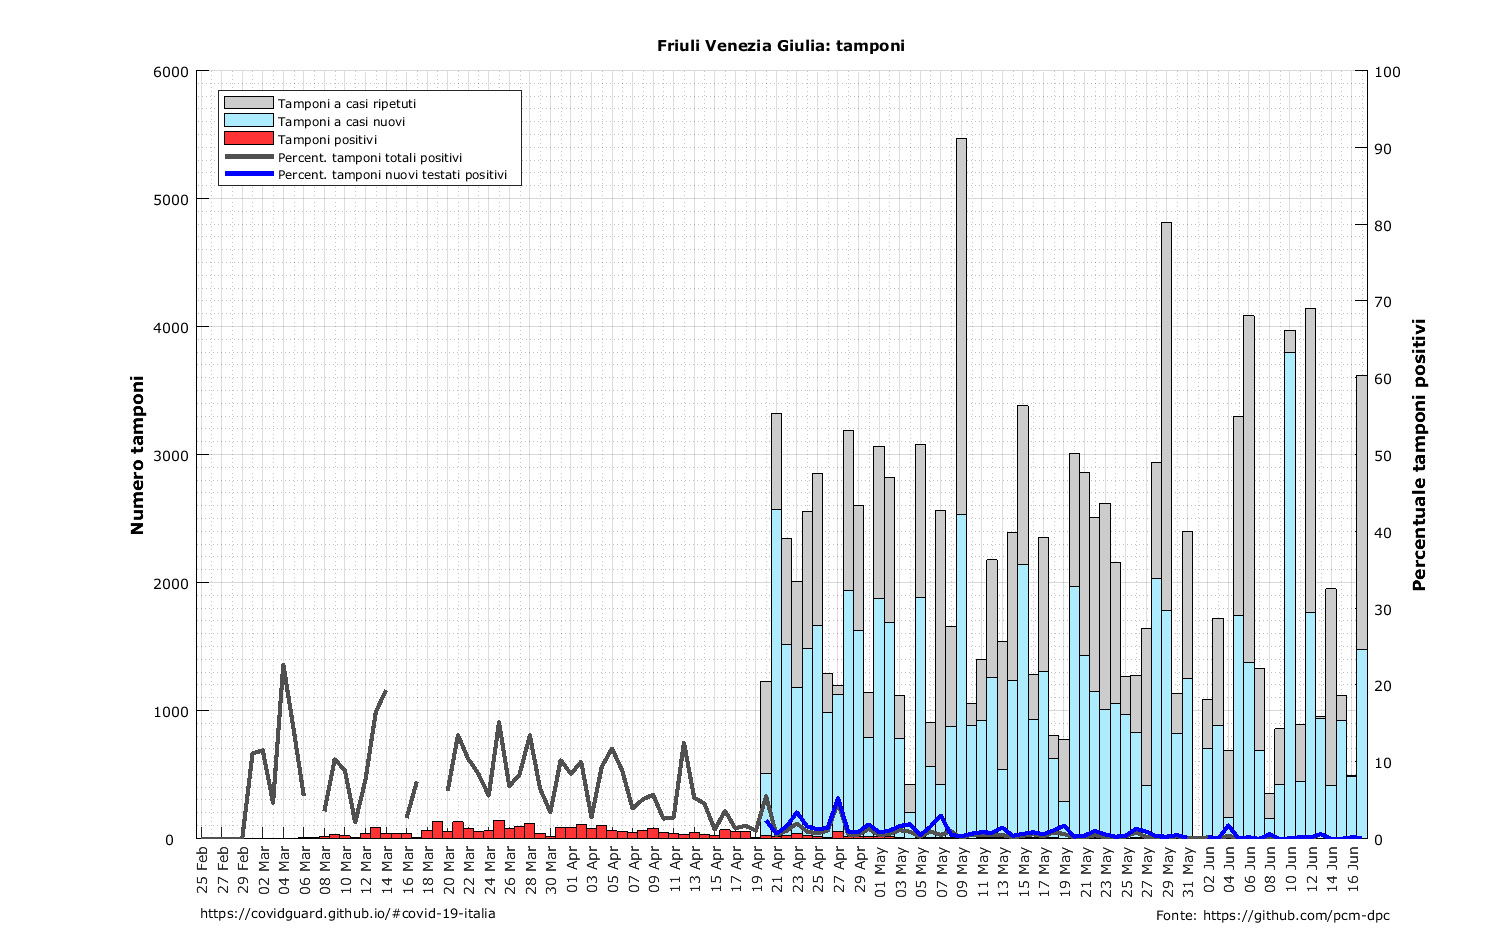 Friuli Venezia Giulia: tamponi
Tamponi a casi ripetuti
Tamponi a casi nuovi
Tamponi positivi
Percent. tamponi totali positivi
Percent. tamponi nuovi testati positivi
Numero tamponi
6000
5000
4000
3000
2000
1000
0
Percentuale tamponi positivi
100
90
80
70
60
50
40
30
20
10
0
25 Feb
27 Feb
29 Feb
02 Mar
04 Mar
06 Mar
08 Mar
10 Mar
12 Mar
14 Mar
16 Mar
18 Mar
20 Mar
22 Mar
24 Mar
26 Mar
28 Mar
30 Mar
01 Apr
03 Apr
05 Apr
07 Apr
09 Apr
11 Apr
13 Apr
15 Apr
17 Apr
19 Apr
21 Apr
23 Apr
25 Apr
27 Apr
29 Apr
01 May
03 May
05 May
07 May
09 May
11 May
13 May
15 May
17 May
19 May
21 May
23 May
25 May
27 May
29 May
31 May
02 Jun
04 Jun
06 Jun
08 Jun
10 Jun
12 Jun
14 Jun
16 Jun
https://covidguard.github.io/#covid-19-italia
Fonte: https://github.com/pcm-dpc